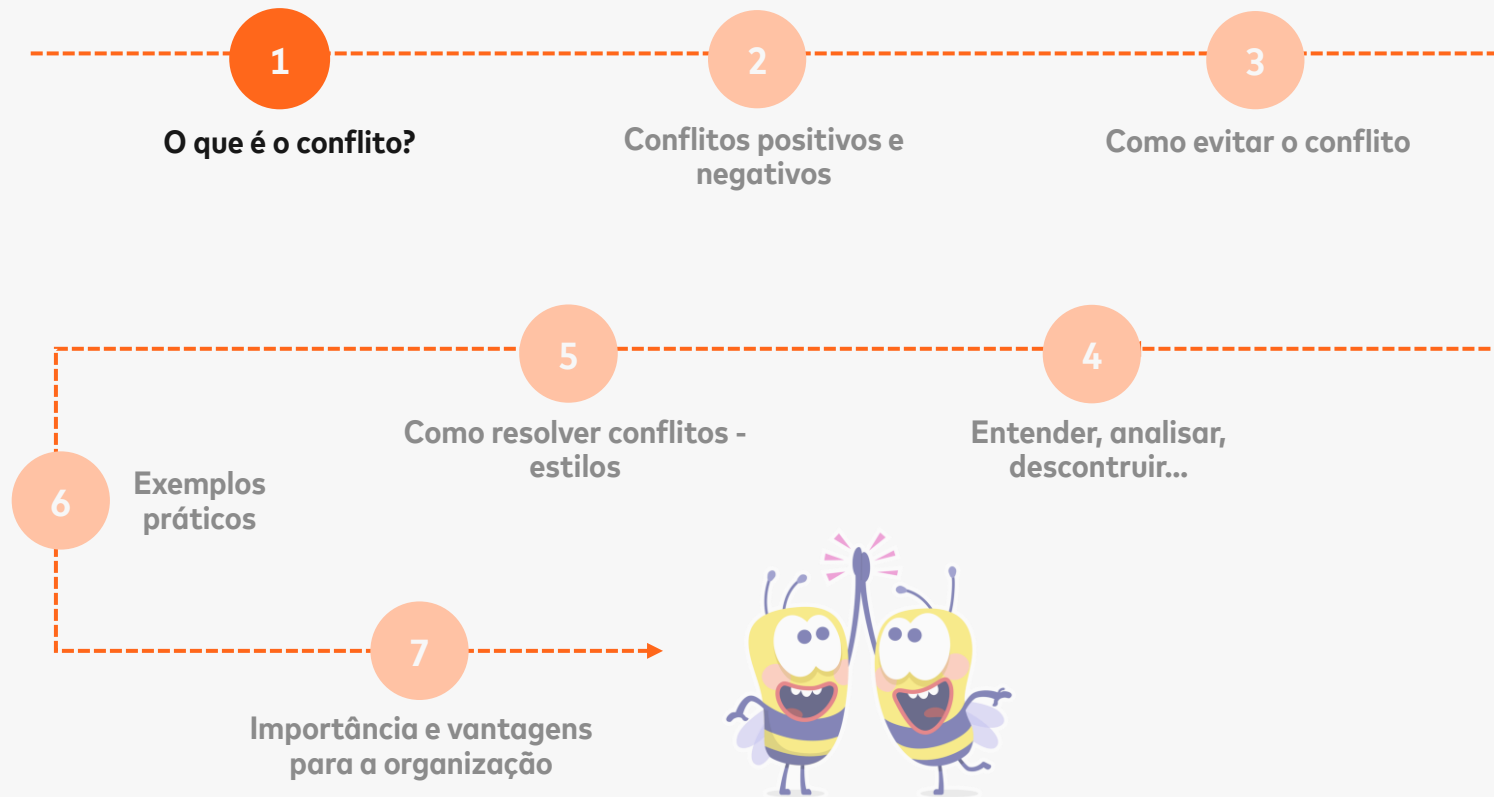 1
O que é o conflito?
2
Conflitos positivos e
negativos
3
Como evitar o conflito
4
Entender, analisar,
descontruir...
5
Como resolver conflitos -
estilos
6
Exemplos
práticos
7
Importância e vantagens
para a organização